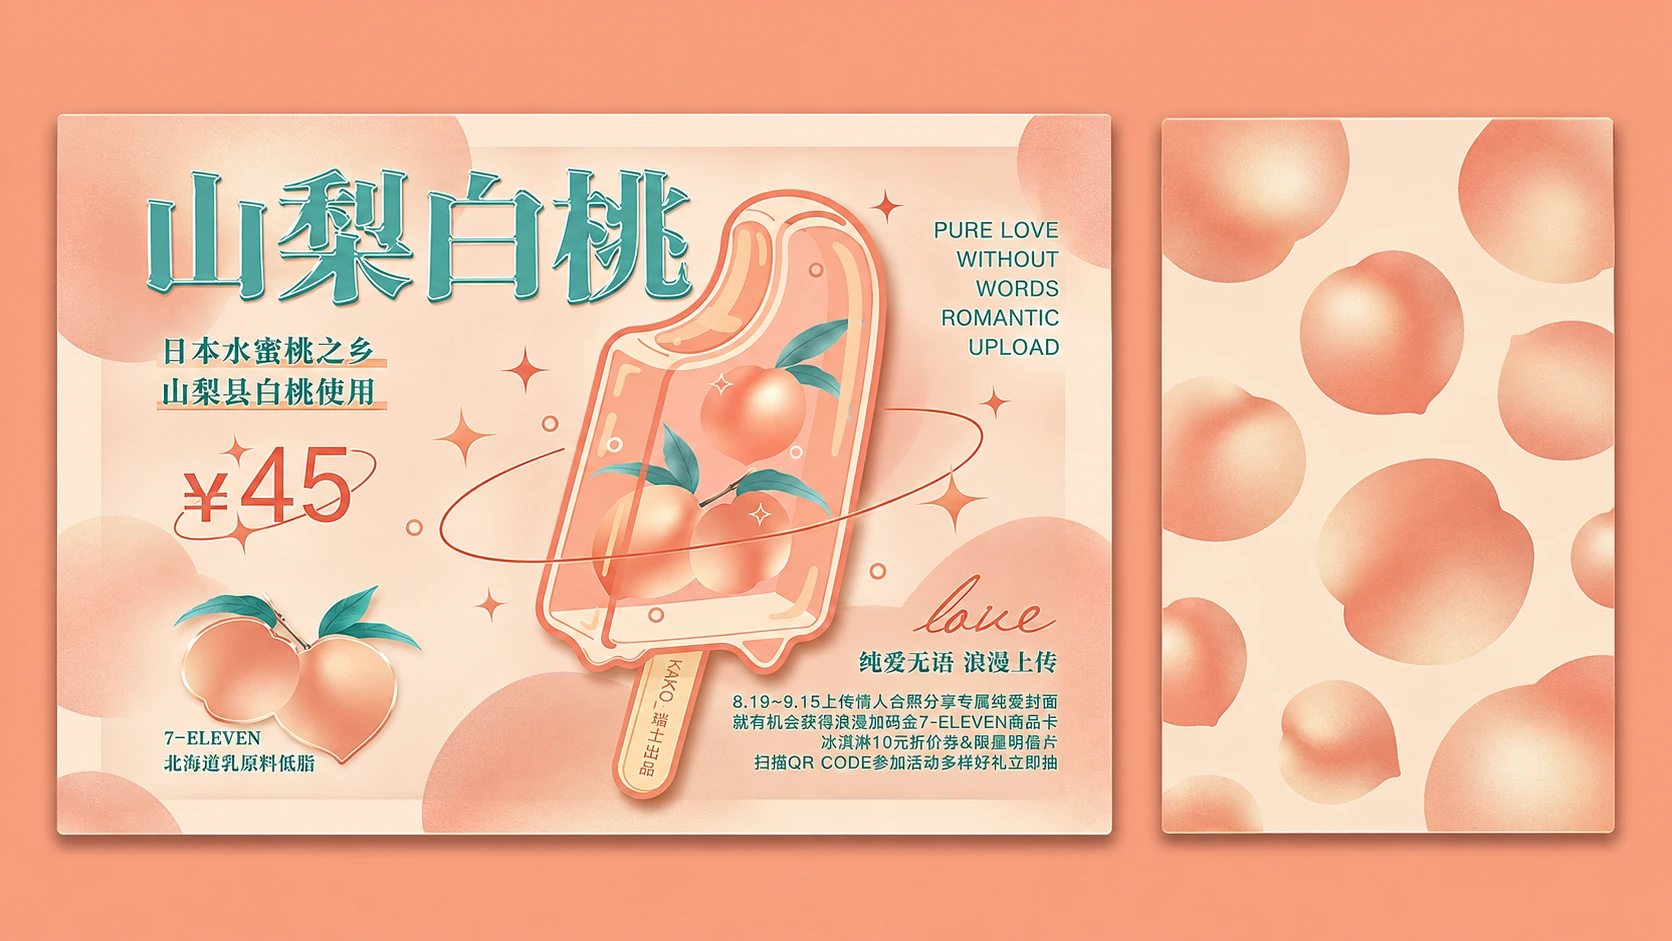 山梨白桃
日本水蜜桃之乡
山梨县白桃使用
¥45
7-ELEVEN
北海道乳原料低脂
KAKO_瑞士出品
PURE LOVE
WITHOUT
WORDS
ROMANTIC
UPLOAD
love
纯爱无语 浪漫上传
8.19~9.15上传情人合照分享专属纯爱封面
就有机会获得浪漫加码金7-ELEVEN商品卡
冰淇淋10元折价券&限量明信片
扫描QR CODE参加活动多样好礼立即抽